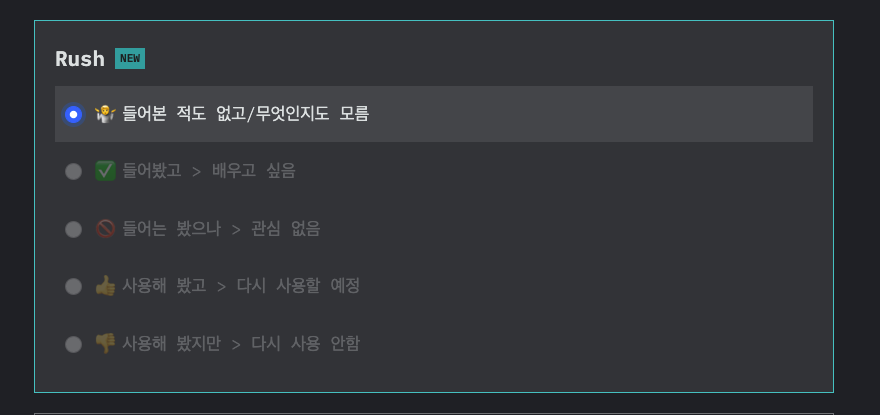 Rush NEW
🤷 들어본 적도 없고/무엇인지도 모름
✅ 들어봤고 > 배우고 싶음
🚫 들어는 봤으나 > 관심 없음
👍 사용해 봤고 > 다시 사용할 예정
👎 사용해 봤지만 > 다시 사용 안함